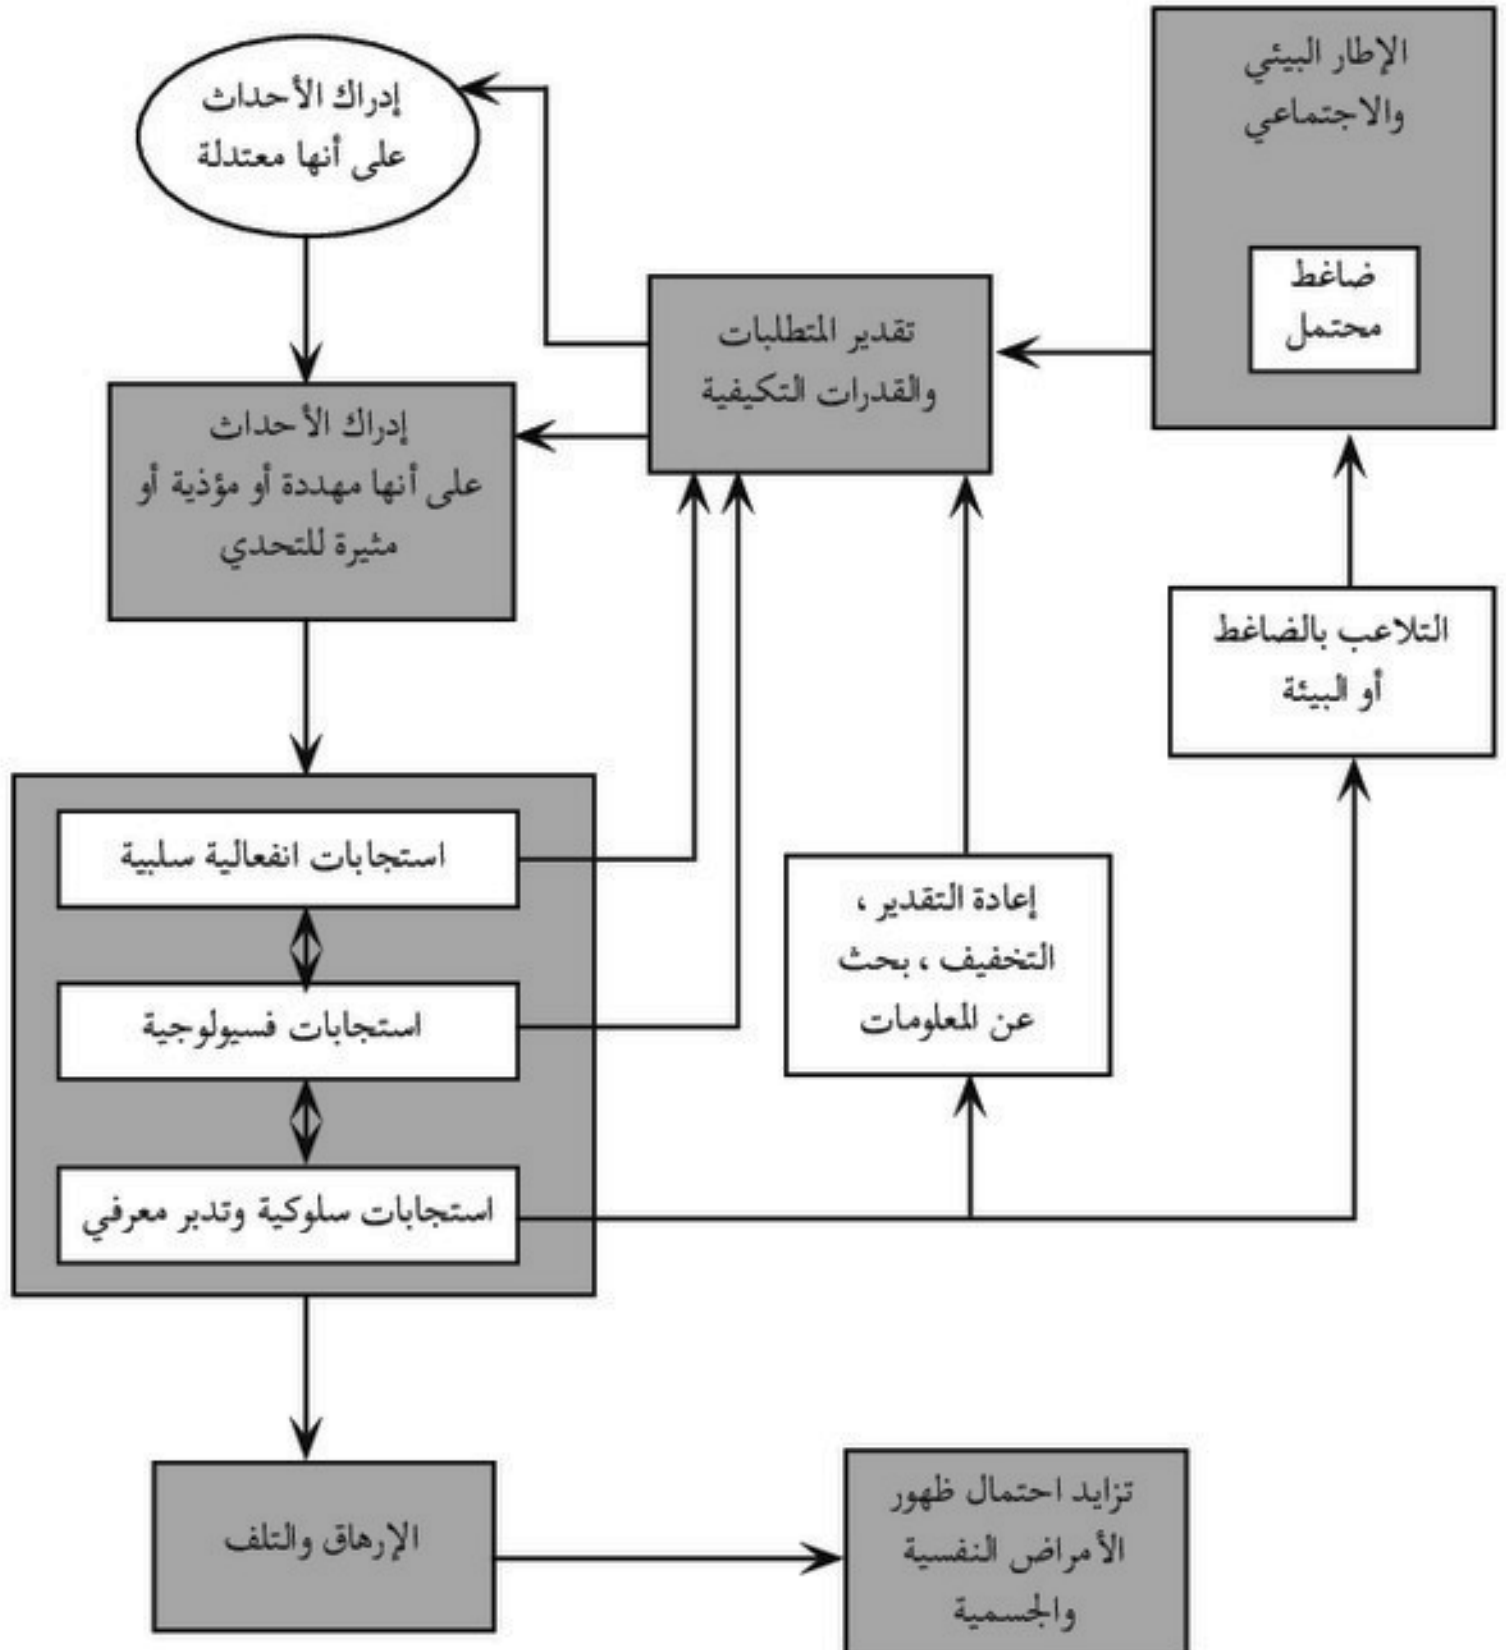 الإطار البيئي
والاجتماعي
ضاغط
محتمل
إدراك الأحداث
على أنها معتدلة
تقدير المتطلبات
والقدرات التكيفية
إدراك الأحداث
على أنها مهددة أو مؤذية أو
مثيرة للتحدي
التلاعب بالضاغط
أو البيئة
استجابات انفعالية سلبية
إعادة التقدير ،
التخفيف ، بحث
عن المعلومات
استجابات فسيولوجية
استجابات سلوكية وتدبر معرفي
الإرهاق والتلف
تزايد احتمال ظهور
الأمراض النفسية
والجسمية